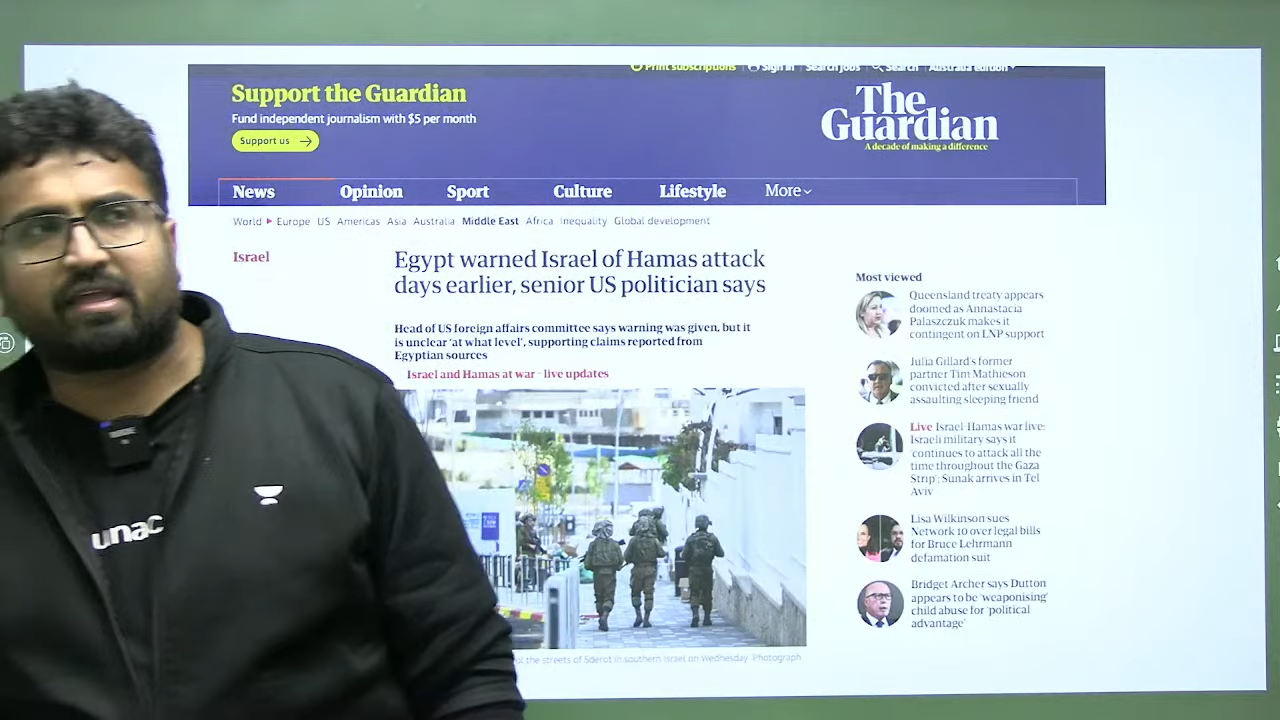 Print subscriptions Sign in Search jobs Search Australia edition
Support the Guardian
Fund independent journalism with $5 per month
Support us →
The
Guardian
A decade of making a difference
News Opinion Sport Culture Lifestyle More
World Europe US Americas Asia Australia Middle East Africa Inequality Global development
Israel
Egypt warned Israel of Hamas attack
days earlier, senior US politician says
Head of US foreign affairs committee says warning was given, but it
is unclear 'at what level', supporting claims reported from
Egyptian sources
Israel and Hamas at war - live updates
the streets of Sderot in southern Israel on Wednesday. Photograph
Most viewed
Queensland treaty appears
doomed as Annastacia
Palaszczuk makes it
contingent on LNP support
Julia Gillard's former
partner Tim Mathieson
convicted after sexually
assaulting sleeping friend
Live Israel-Hamas war live:
Israeli military says it
'continues to attack all the
time throughout the Gaza
Strip'; Sunak arrives in Tel
Aviv
Lisa Wilkinson sues
Network 10 over legal bills
for Bruce Lehrmann
defamation suit
Bridget Archer says Dutton
appears to be 'weaponising'
child abuse for 'political
advantage'
unac